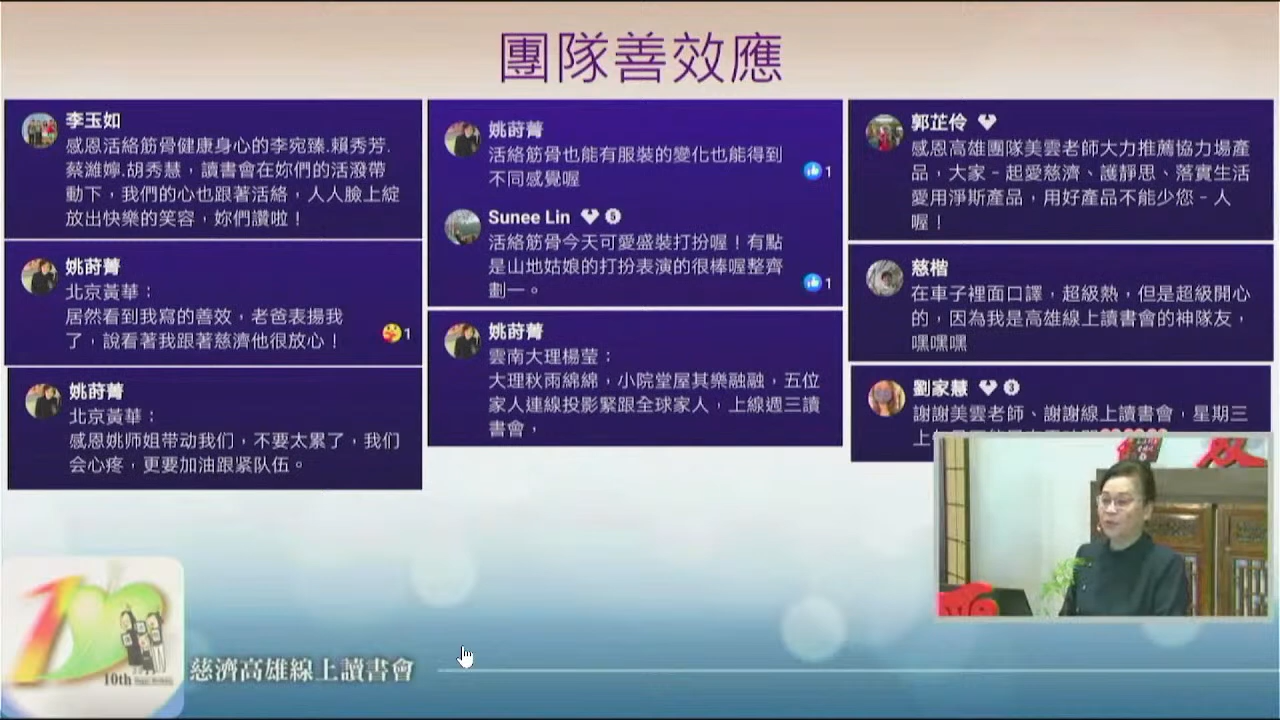 團隊善效應
李玉如
感恩活絡筋骨健康身心的李宛臻.賴秀芳.
蔡濰嬣.胡秀慧，讀書會在妳們的活潑帶
動下，我們的心也跟著活絡，人人臉上綻
放出快樂的笑容，妳們讚啦！
姚莳菁
北京黃華：
居然看到我寫的善效，老爸表揚我
了，說看著我跟著慈濟他很放心！
1
姚莳菁
北京黃華：
感恩姚师姐带动我们，不要太累了，我们
会心疼，更要加油跟紧队伍。
姚莳菁
活絡筋骨也能有服裝的變化也能得到
不同感覺喔
1
Sunee Lin 5
活絡筋骨今天可愛盛裝打扮喔！有點
是山地姑娘的打扮表演的很棒喔整齊
劃一。
1
姚莳菁
雲南大理楊莹：
大理秋雨綿綿，小院堂屋其樂融融，五位
家人連線投影緊跟全球家人，上線週三讀
書會，
郭芷伶
感恩高雄團隊美雲老師大力推薦協力場產
品，大家－起愛慈濟、護靜思、落實生活
愛用淨斯產品，用好產品不能少您－人
喔！
慈楷
在車子裡面口譯，超級熱，但是超級開心
的，因為我是高雄線上讀書會的神隊友，
嘿嘿嘿
劉家慧 3
謝謝美雲老師、謝謝線上讀書會，星期三
上
10th
慈濟高雄線上讀書會